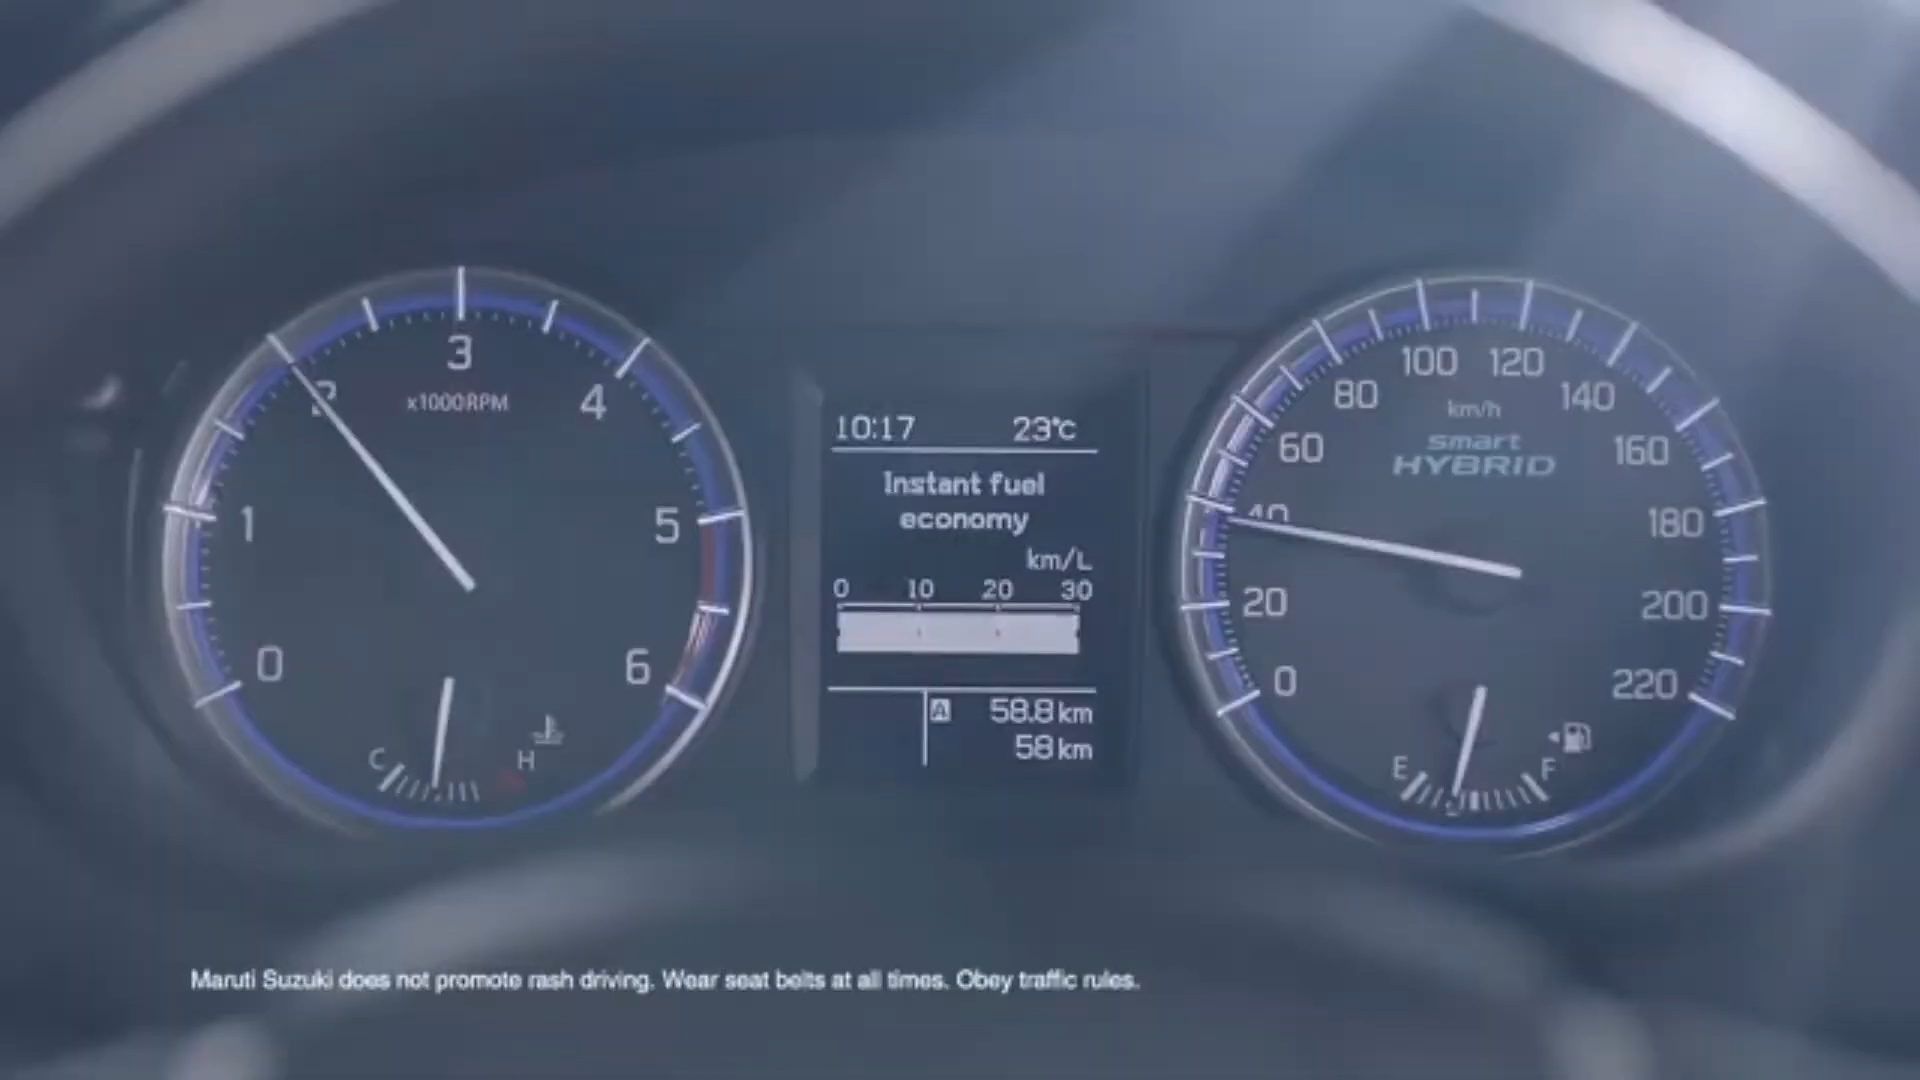 3
2
4
x1000RPM
1
5
0
6
C
H
10:17 23°C
Instant fuel
economy
km/L
0 10 20 30
A 58.8 km
58 km
100 120
80 140
km/h
smart
HYBRID
60 160
40 180
20 200
0 220
E F
Maruti Suzuki does not promote rash driving. Wear seat belts at all times. Obey traffic rules.